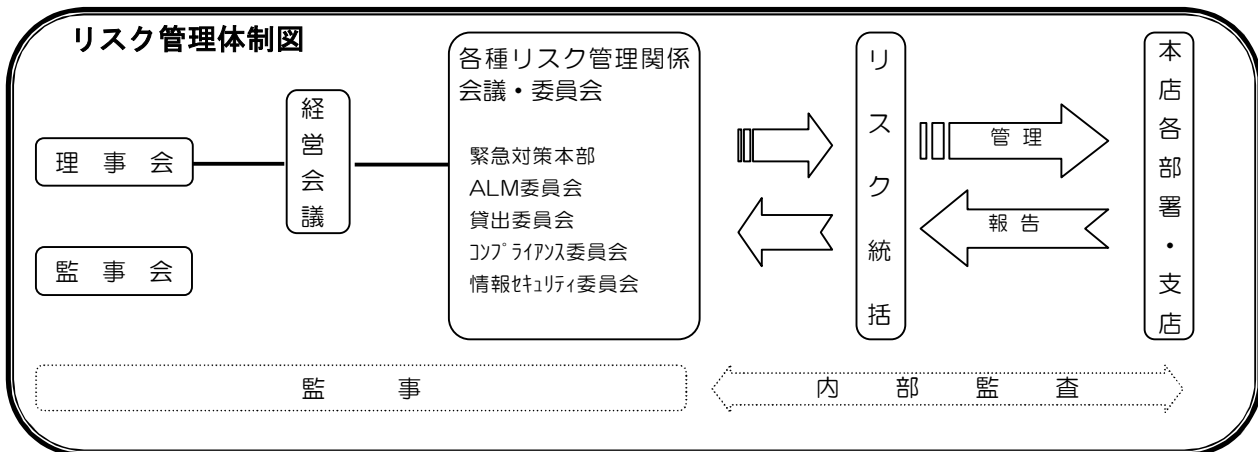 リスク管理体制図
各種リスク管理関係
会議・委員会
緊急対策本部
ALM委員会
貸出委員会
ｺﾝﾌﾟﾗｲｱﾝｽ委員会
情報ｾｷｭﾘﾃｨ委員会
理事会
監事会
経営会議
リスク統括
管理
報告
本店各部署・支店
監事
内部監査